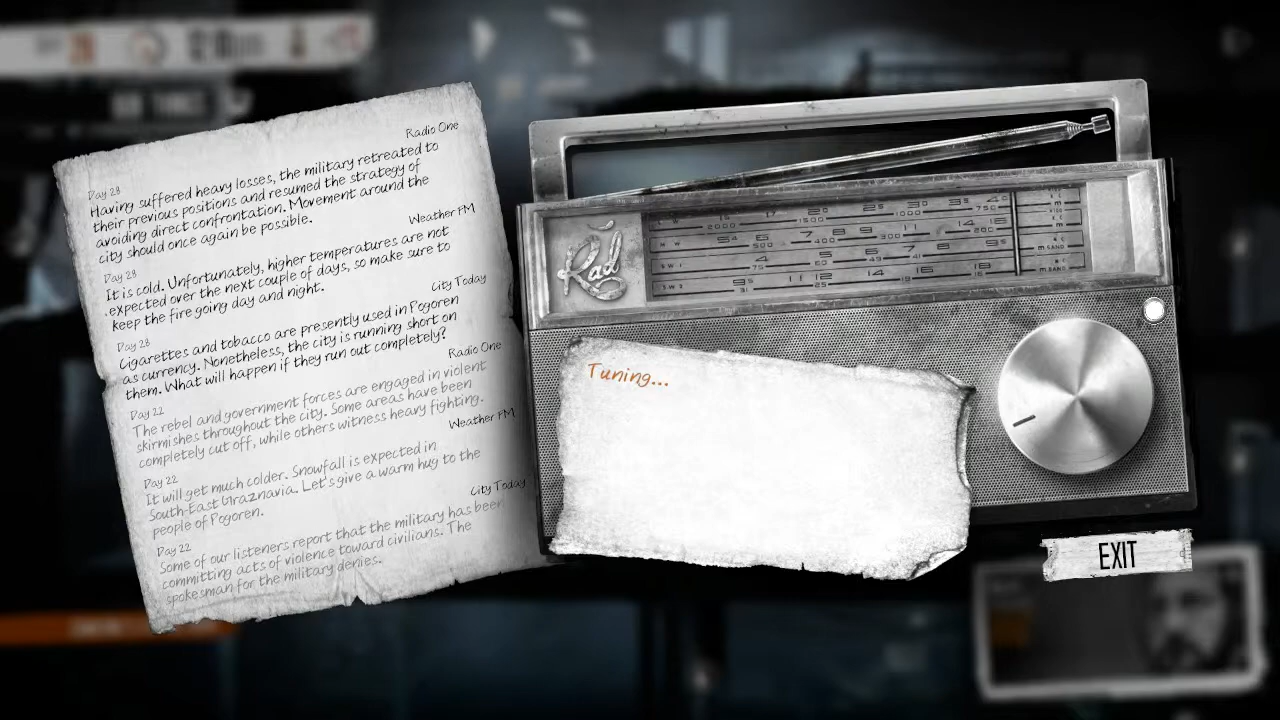 Radio One
Day 28
Having suffered heavy losses, the military retreated to
their previous positions and resumed the strategy of
avoiding direct confrontation. Movement around the
city should once again be possible.
Weather FM
Day 28
It is cold. Unfortunately, higher temperatures are not
expected over the next couple of days, so make sure to
keep the fire going day and night.
City Today
Day 28
Cigarettes and tobacco are presently used in Pogoren
as currency. Nonetheless, the city is running short on
them. What will happen if they run out completely?
Radio One
Day 22
The rebel and government forces are engaged in violent
skirmishes throughout the city. Some areas have been
completely cut off, while others witness heavy fighting.
Weather FM
Day 22
It will get much colder. Snowfall is expected in
South-East Graznavia. Let's give a warm hug to the
people of Pogoren.
City Today
Day 22
Some of our listeners report that the military has been
committing acts of violence toward civilians. The
spokesman for the military denies.
Rad
Tuning...
EXIT